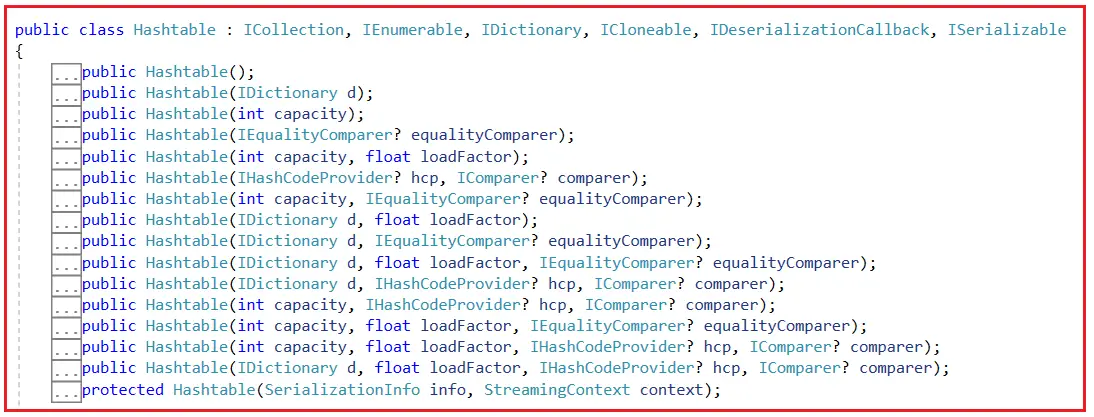 public class Hashtable : ICollection, IEnumerable, IDictionary, ICloneable, IDeserializationCallback, ISerializable
{
...public Hashtable();
...public Hashtable(IDictionary d);
...public Hashtable(int capacity);
...public Hashtable(IEqualityComparer? equalityComparer);
...public Hashtable(int capacity, float loadFactor);
...public Hashtable(IHashCodeProvider? hcp, IComparer? comparer);
...public Hashtable(int capacity, IEqualityComparer? equalityComparer);
...public Hashtable(IDictionary d, float loadFactor);
...public Hashtable(IDictionary d, IEqualityComparer? equalityComparer);
...public Hashtable(IDictionary d, float loadFactor, IEqualityComparer? equalityComparer);
...public Hashtable(IDictionary d, IHashCodeProvider? hcp, IComparer? comparer);
...public Hashtable(int capacity, IHashCodeProvider? hcp, IComparer? comparer);
...public Hashtable(int capacity, float loadFactor, IEqualityComparer? equalityComparer);
...public Hashtable(int capacity, float loadFactor, IHashCodeProvider? hcp, IComparer? comparer);
...public Hashtable(IDictionary d, float loadFactor, IHashCodeProvider? hcp, IComparer? comparer);
...protected Hashtable(SerializationInfo info, StreamingContext context);